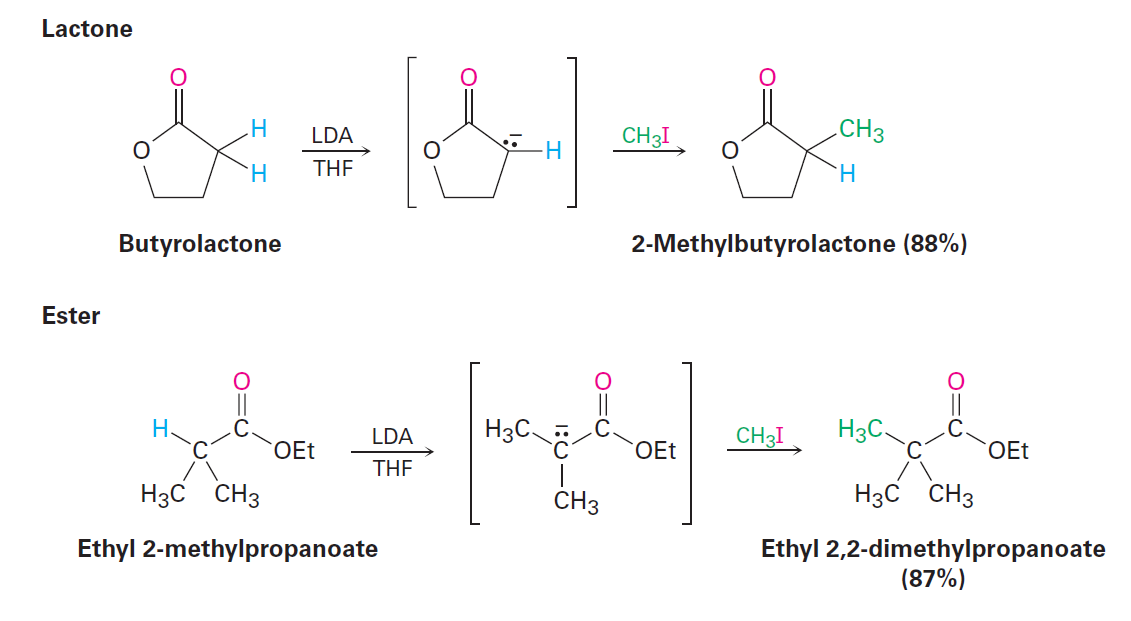 Lactone
O O O
H CH₃
LDA CH₃I
O O H O
THF
H H
Butyrolactone 2-Methylbutyrolactone (88%)
Ester
O O O
H C H₃C C H₃C C
LDA CH₃I
C OEt C OEt C OEt
THF
H₃C CH₃ CH₃ H₃C CH₃
Ethyl 2-methylpropanoate Ethyl 2,2-dimethylpropanoate
(87%)